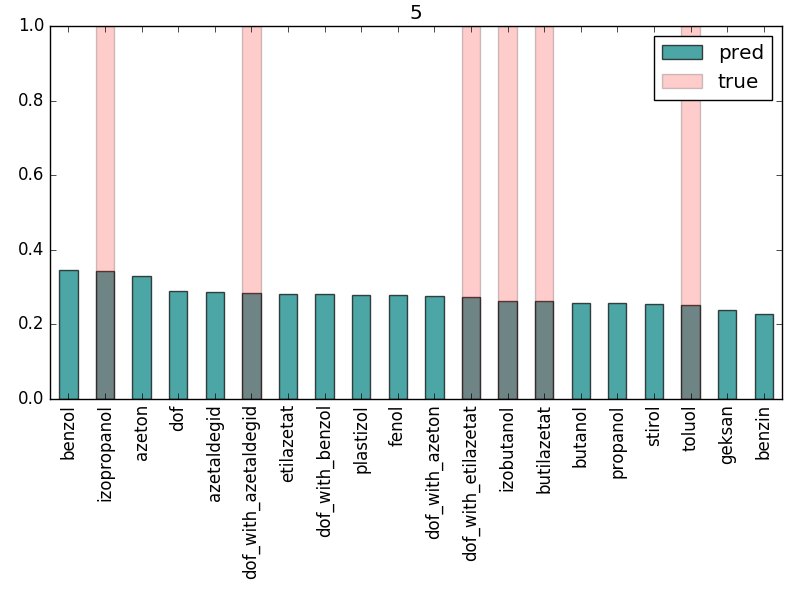 5
1.0
0.8
0.6
0.4
0.2
0.0
pred
true
benzol
izopropanol
azeton
dof
azetaldegid
dof_with_azetaldegid
etilazetat
dof_with_benzol
plastizol
fenol
dof_with_azeton
dof_with_etilazetat
izobutanol
butilazetat
butanol
propanol
stirol
toluol
geksan
benzin